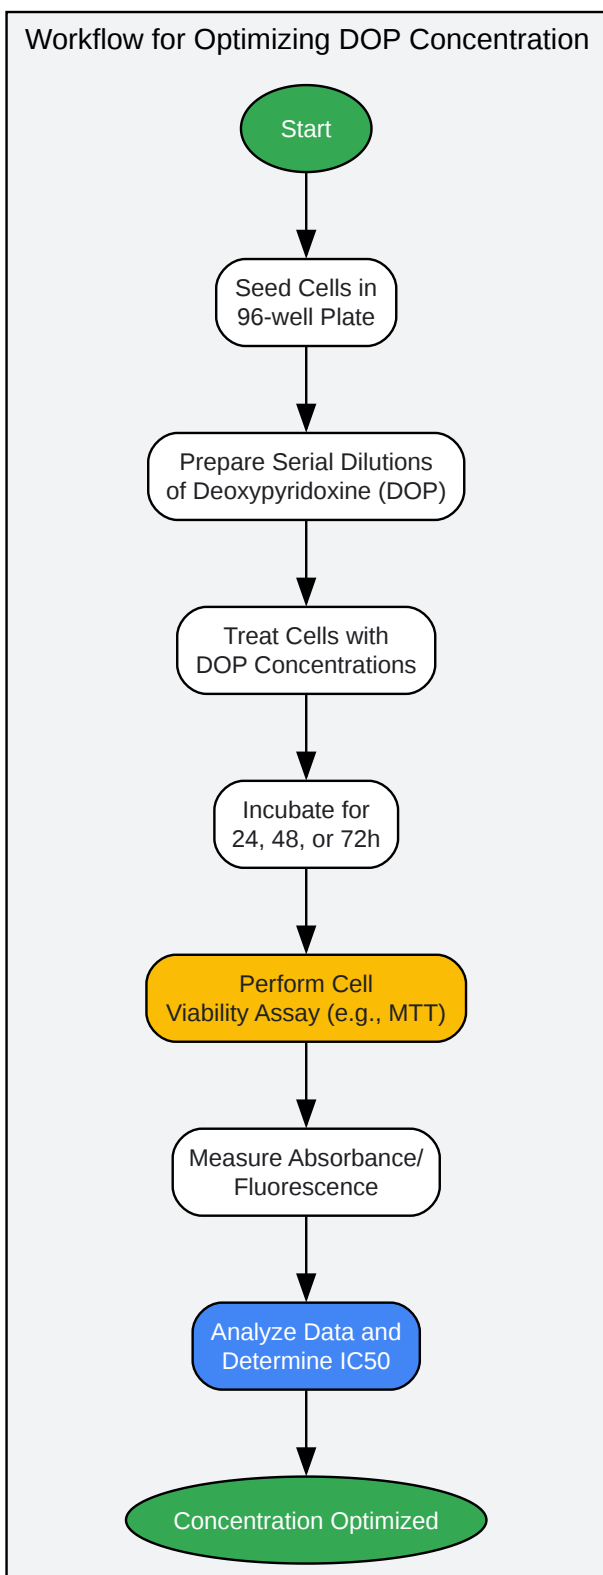 Workflow for Optimizing DOP Concentration
Start
Seed Cells in
96-well Plate
Prepare Serial Dilutions
of Deoxypyridoxine (DOP)
Treat Cells with
DOP Concentrations
Incubate for
24, 48, or 72h
Perform Cell
Viability Assay (e.g., MTT)
Measure Absorbance/
Fluorescence
Analyze Data and
Determine IC50
Concentration Optimized